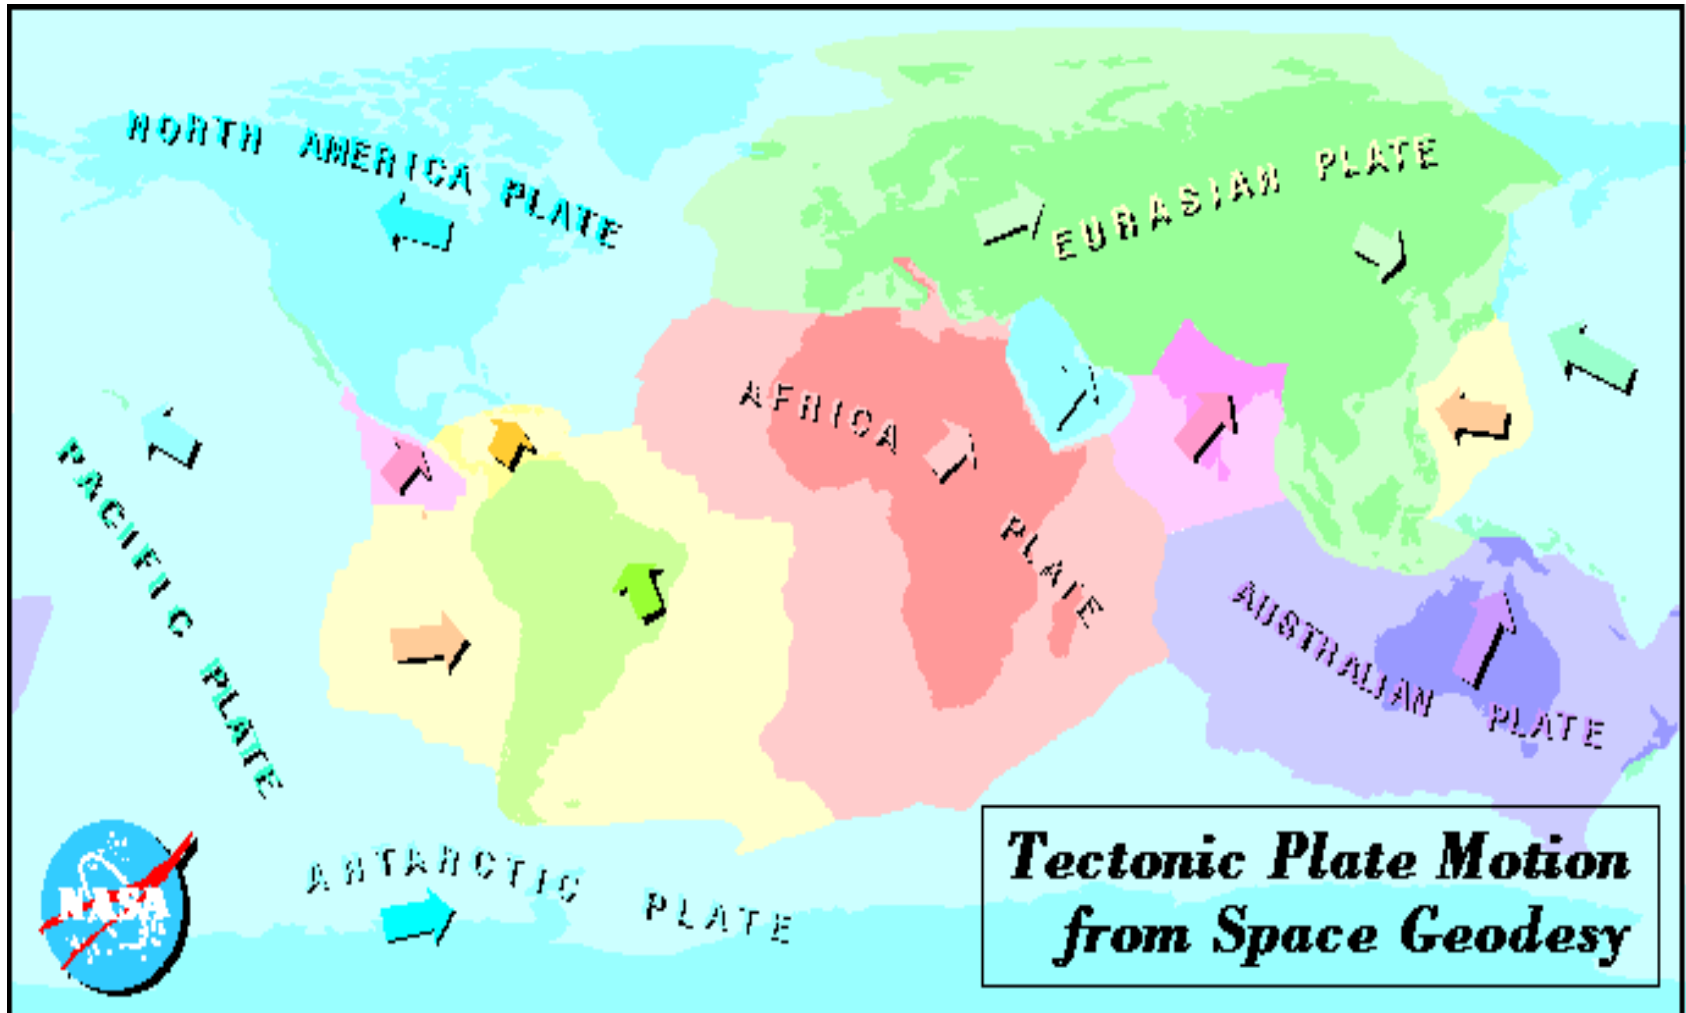 NORTH AMERICA PLATE
EURASIAN PLATE
AFRICA PLATE
PACIFIC PLATE
AUSTRALIAN PLATE
ANTARCTIC PLATE
NASA
Tectonic Plate Motion
from Space Geodesy